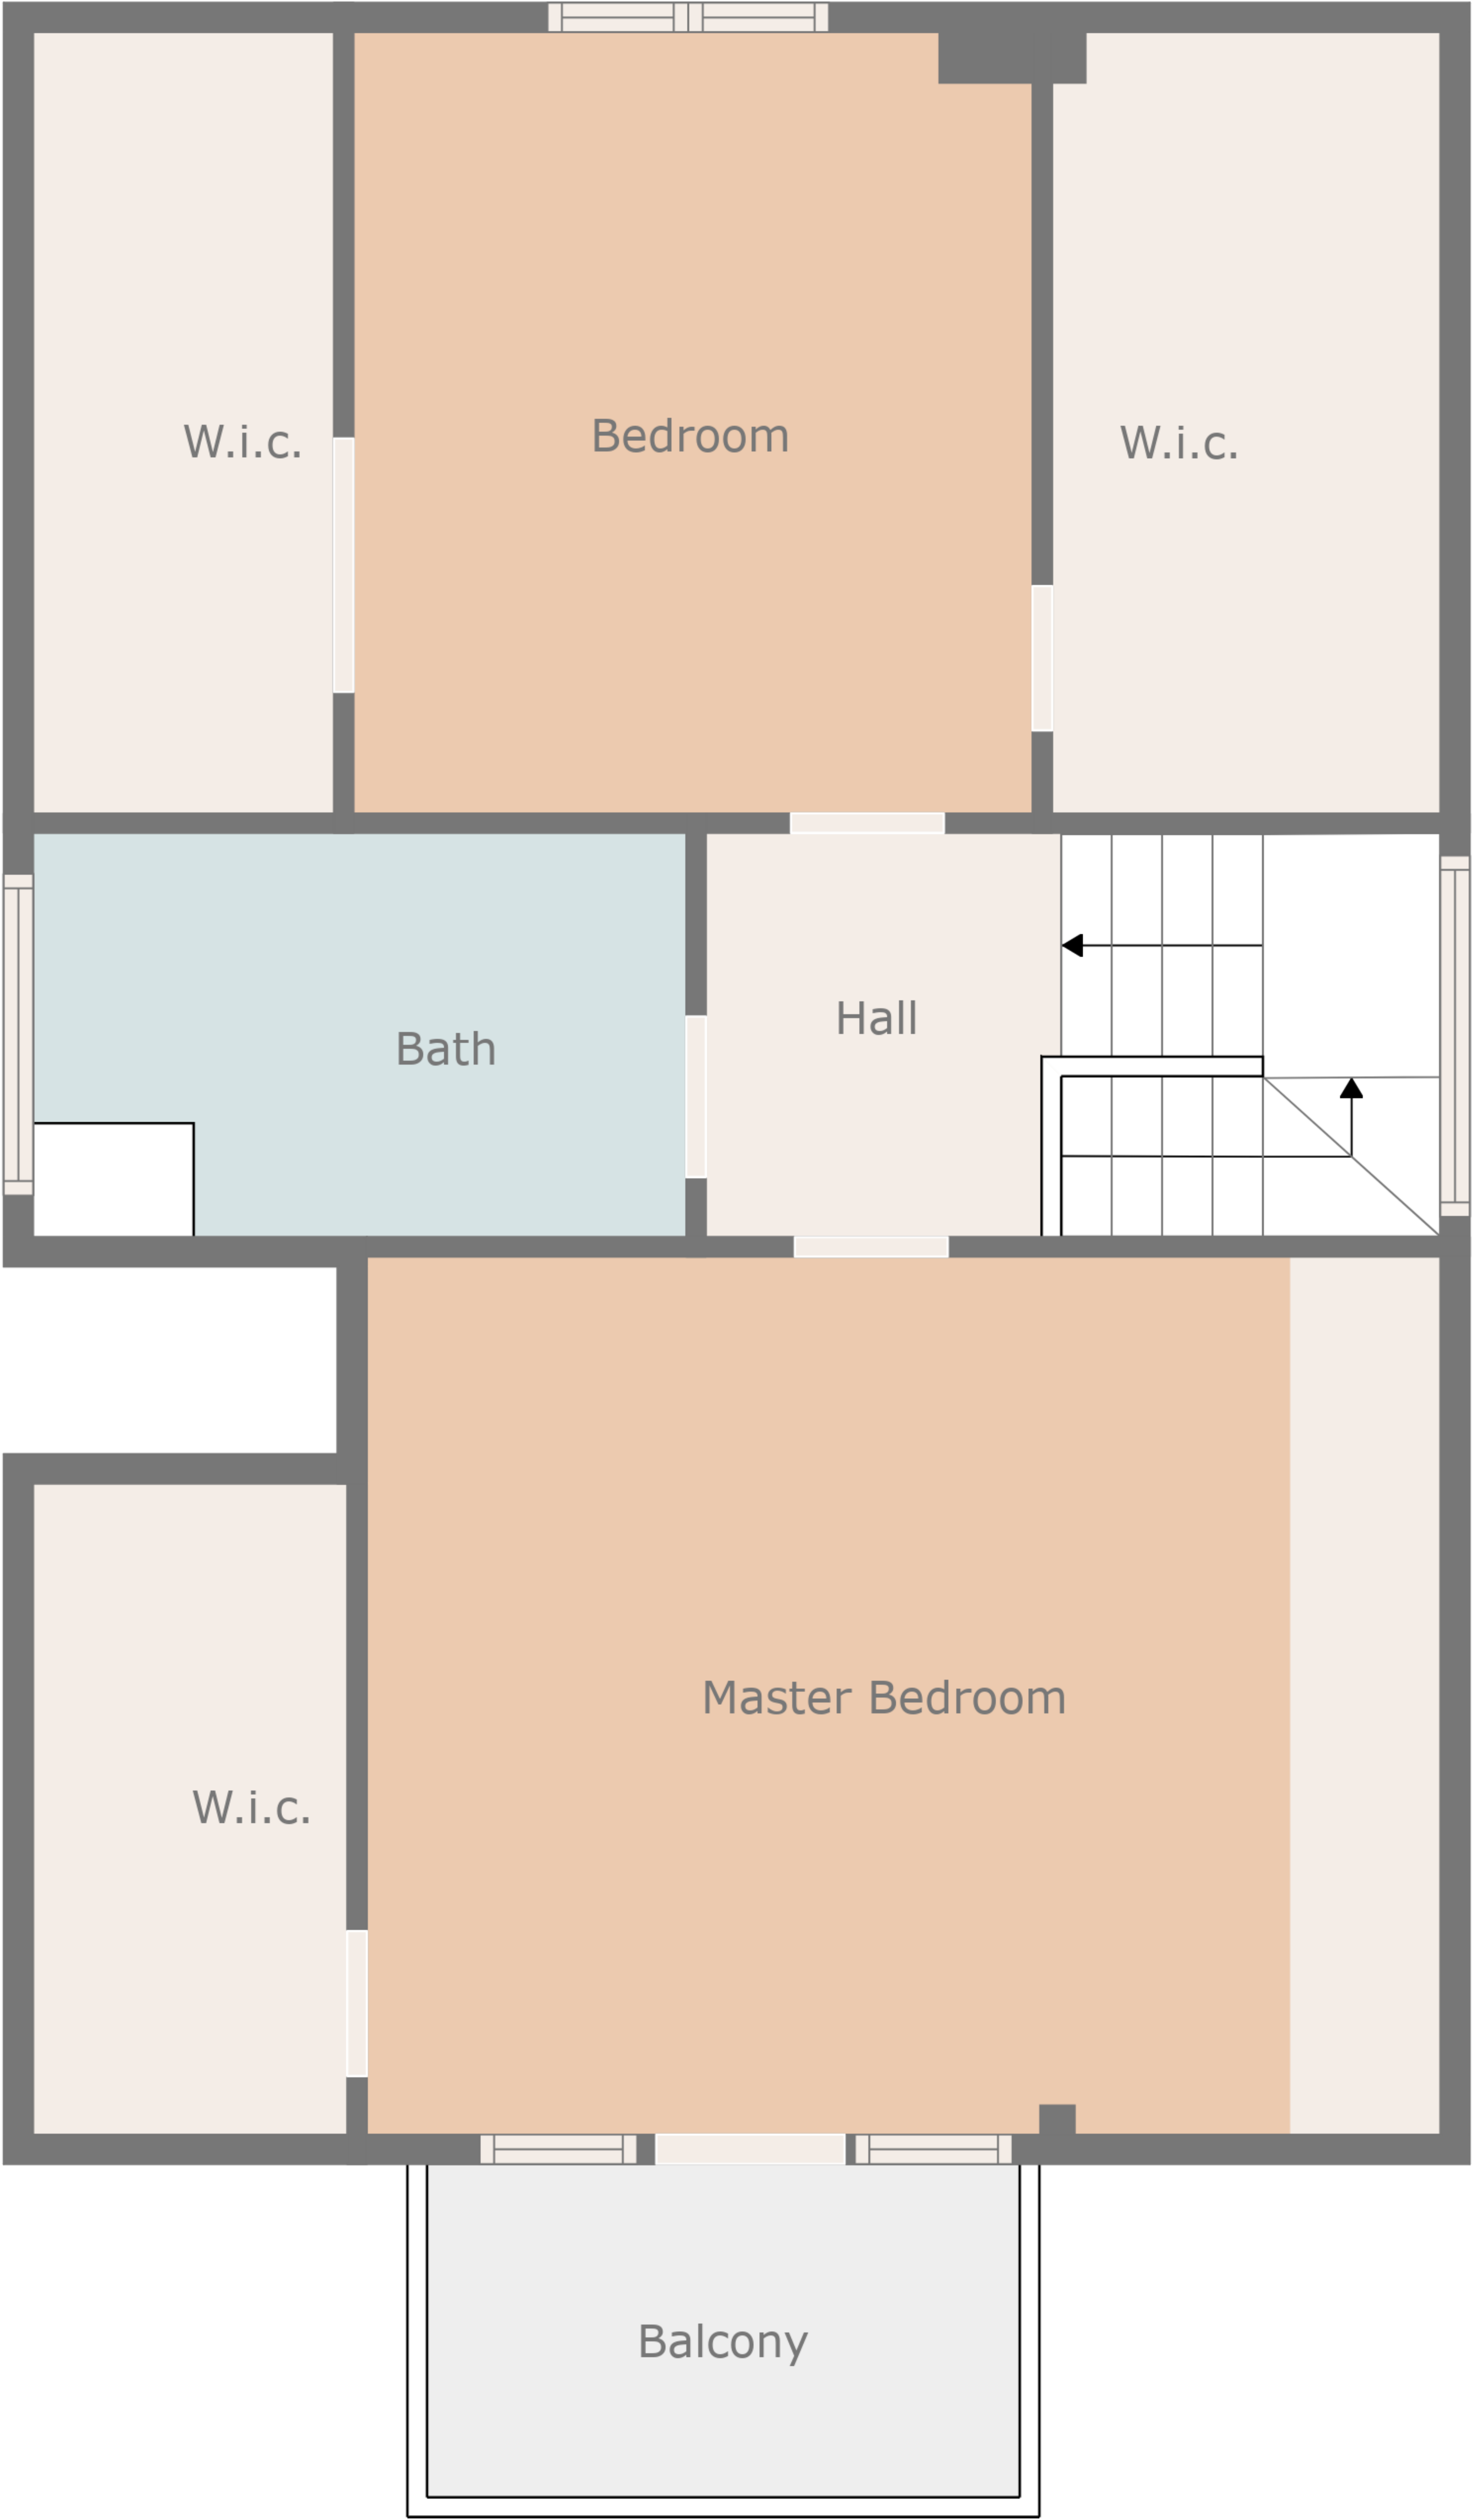 W.i.c.
Bedroom
W.i.c.
Hall
Bath
Master Bedroom
W.i.c.
Balcony